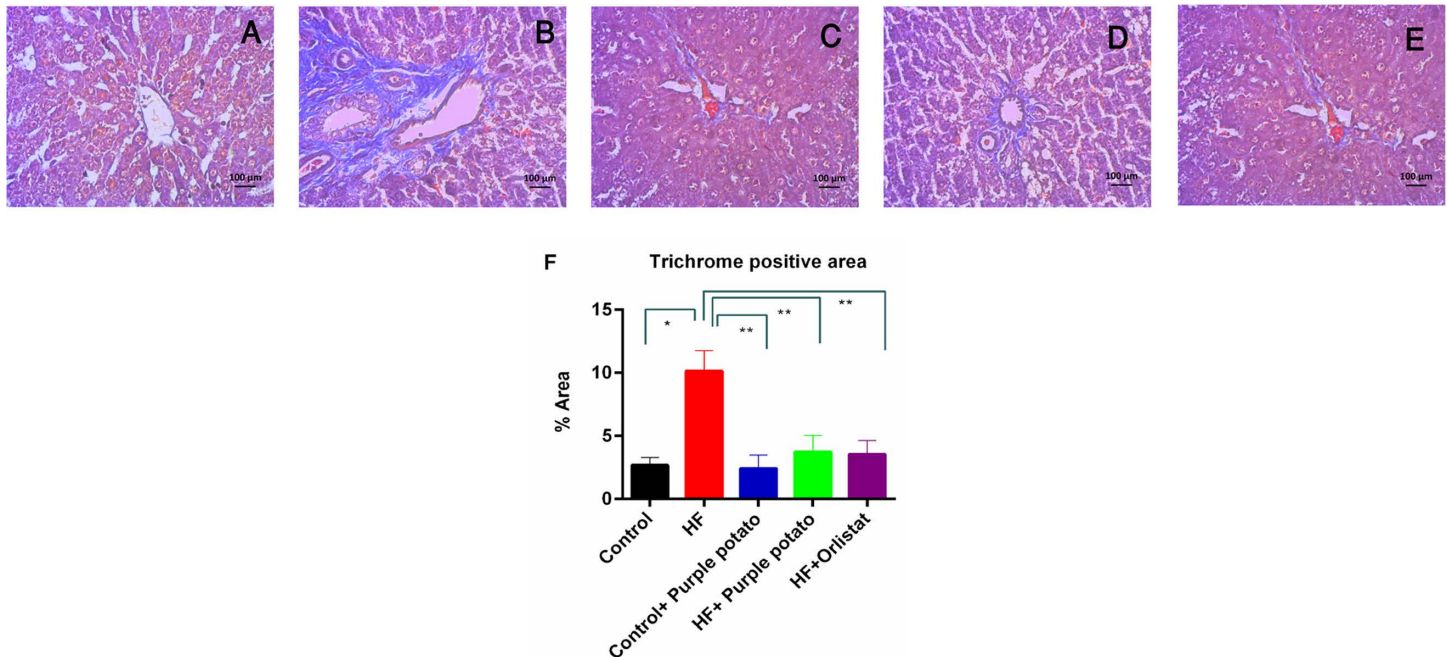 A
B
C
D
E
100 μm
100 μm
100 μm
100 μm
100 μm
F
Trichrome positive area
15
10
5
0
% Area
*
**
**
**
Control
HF
Control+ Purple potato
HF+ Purple potato
HF+Orlistat